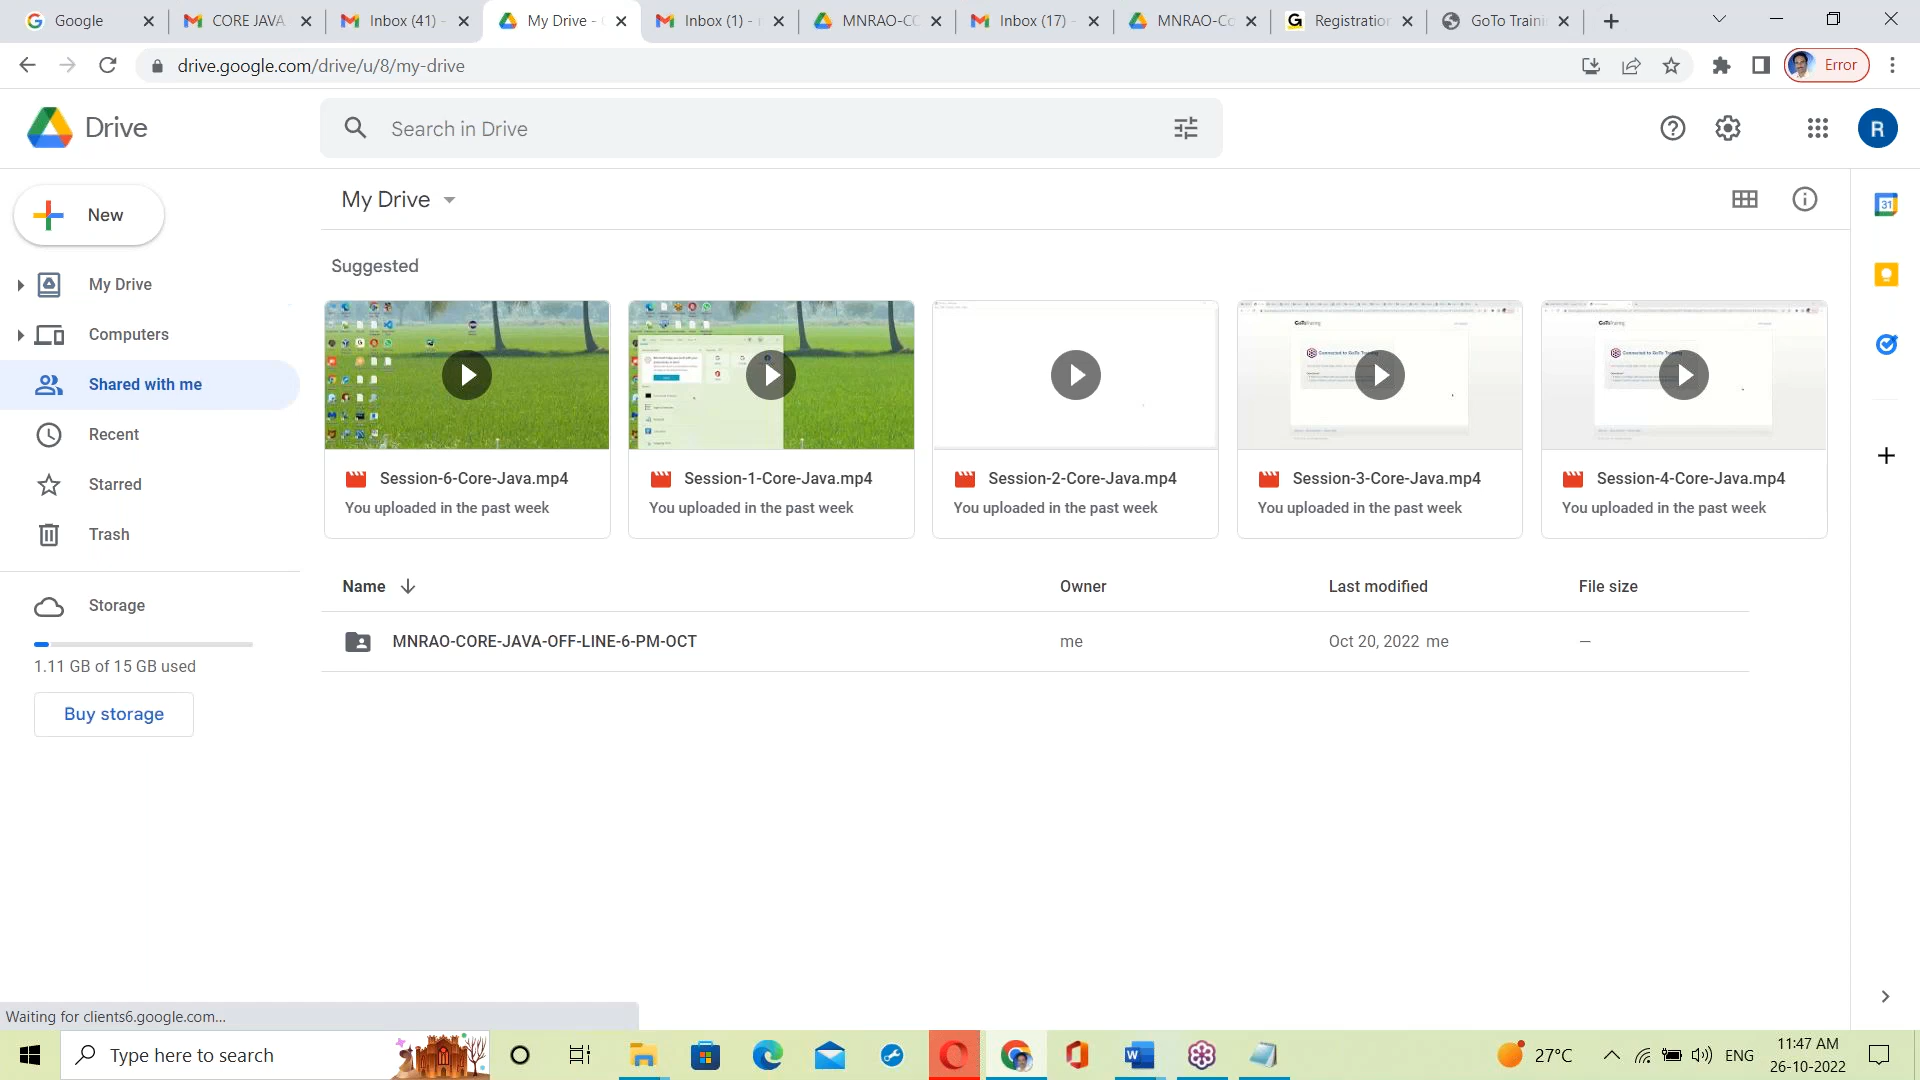 Google
CORE JAVA
Inbox (41) -
My Drive -
Inbox (1) -
MNRAO-CO
Inbox (17) -
MNRAO-Co
Registration
GoTo Traini
drive.google.com/drive/u/8/my-drive
Error
Drive
Search in Drive
R
New
My Drive
Computers
Shared with me
Recent
Starred
Trash
Storage
1.11 GB of 15 GB used
Buy storage
My Drive
Suggested
Session-6-Core-Java.mp4
You uploaded in the past week
Session-1-Core-Java.mp4
You uploaded in the past week
Session-2-Core-Java.mp4
You uploaded in the past week
Session-3-Core-Java.mp4
You uploaded in the past week
Session-4-Core-Java.mp4
You uploaded in the past week
Name Owner Last modified File size
MNRAO-CORE-JAVA-OFF-LINE-6-PM-OCT me Oct 20, 2022 me —
31
Waiting for clients6.google.com...
Type here to search
27°C
ENG
11:47 AM
26-10-2022